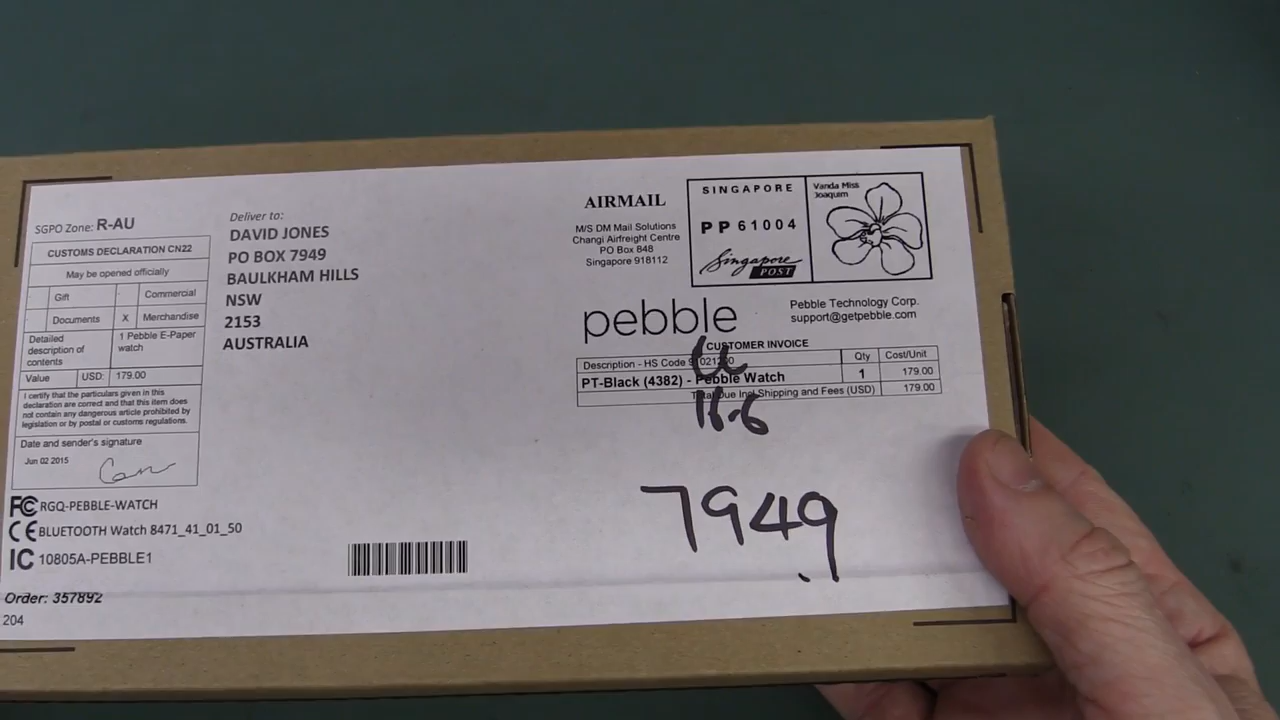 SGPO Zone: R-AU
CUSTOMS DECLARATION CN22
May be opened officially
Gift
Commercial
Documents
X Merchandise
Detailed description of contents
1 Pebble E-Paper watch
Value USD: 179.00
I certify that the particulars given in this
declaration are correct and that this item does
not contain any dangerous article prohibited by
legislation or by postal or customs regulations.
Date and sender's signature
Jun 02 2015
FC RGQ-PEBBLE-WATCH
CE BLUETOOTH Watch 8471_41_01_50
IC 10805A-PEBBLE1
Order: 357892
204
Deliver to:
DAVID JONES
PO BOX 7949
BAULKHAM HILLS
NSW
2153
AUSTRALIA
AIRMAIL
M/S DM Mail Solutions
Changi Airfreight Centre
PO Box 848
Singapore 918112
SINGAPORE
PP 61004
Singapore
POST
Vanda Miss
Joaquim
pebble
Pebble Technology Corp.
support@getpebble.com
CUSTOMER INVOICE
Description - HS Code Qty Cost/Unit
PT-Black (4382) - Pebble Watch 1 179.00
Total Due Incl Shipping and Fees (USD) 179.00
11.6
7949